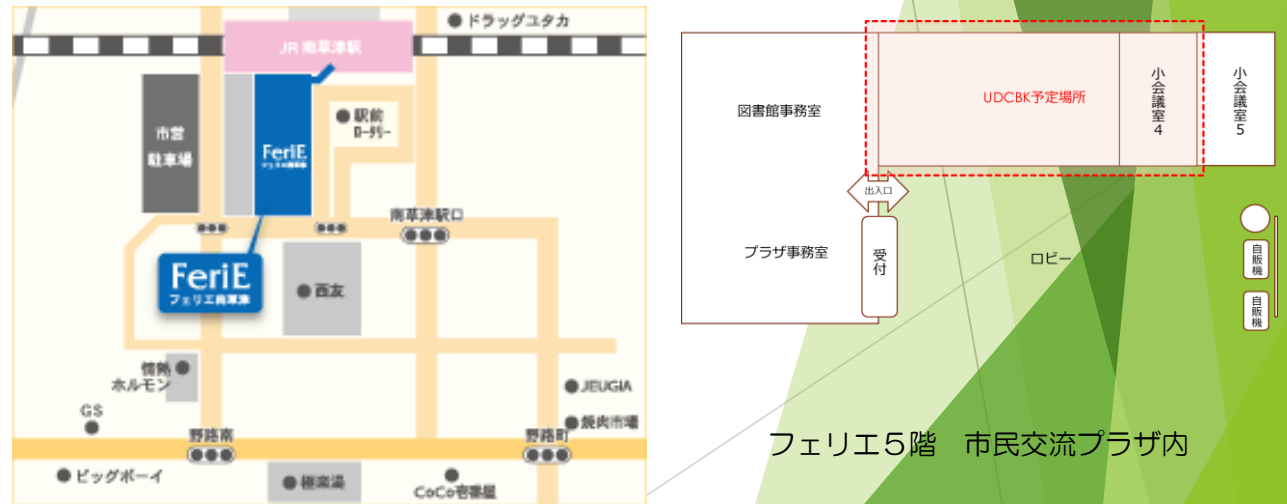 ドラッグユタカ
JR 南草津駅
市営
駐車場
FeriE
フェリエ南草津
駅前
ロータリー
南草津駅口
FeriE
フェリエ南草津
西友
情熱
ホルモン
GS
JEUGIA
焼肉市場
野路南
野路町
ビッグボーイ
極楽湯
CoCo壱番屋
図書館事務室
UDCBK予定場所
小会議室4
小会議室5
出入口
プラザ事務室
受付
ロビー
自販機
自販機
フェリエ5階 市民交流プラザ内